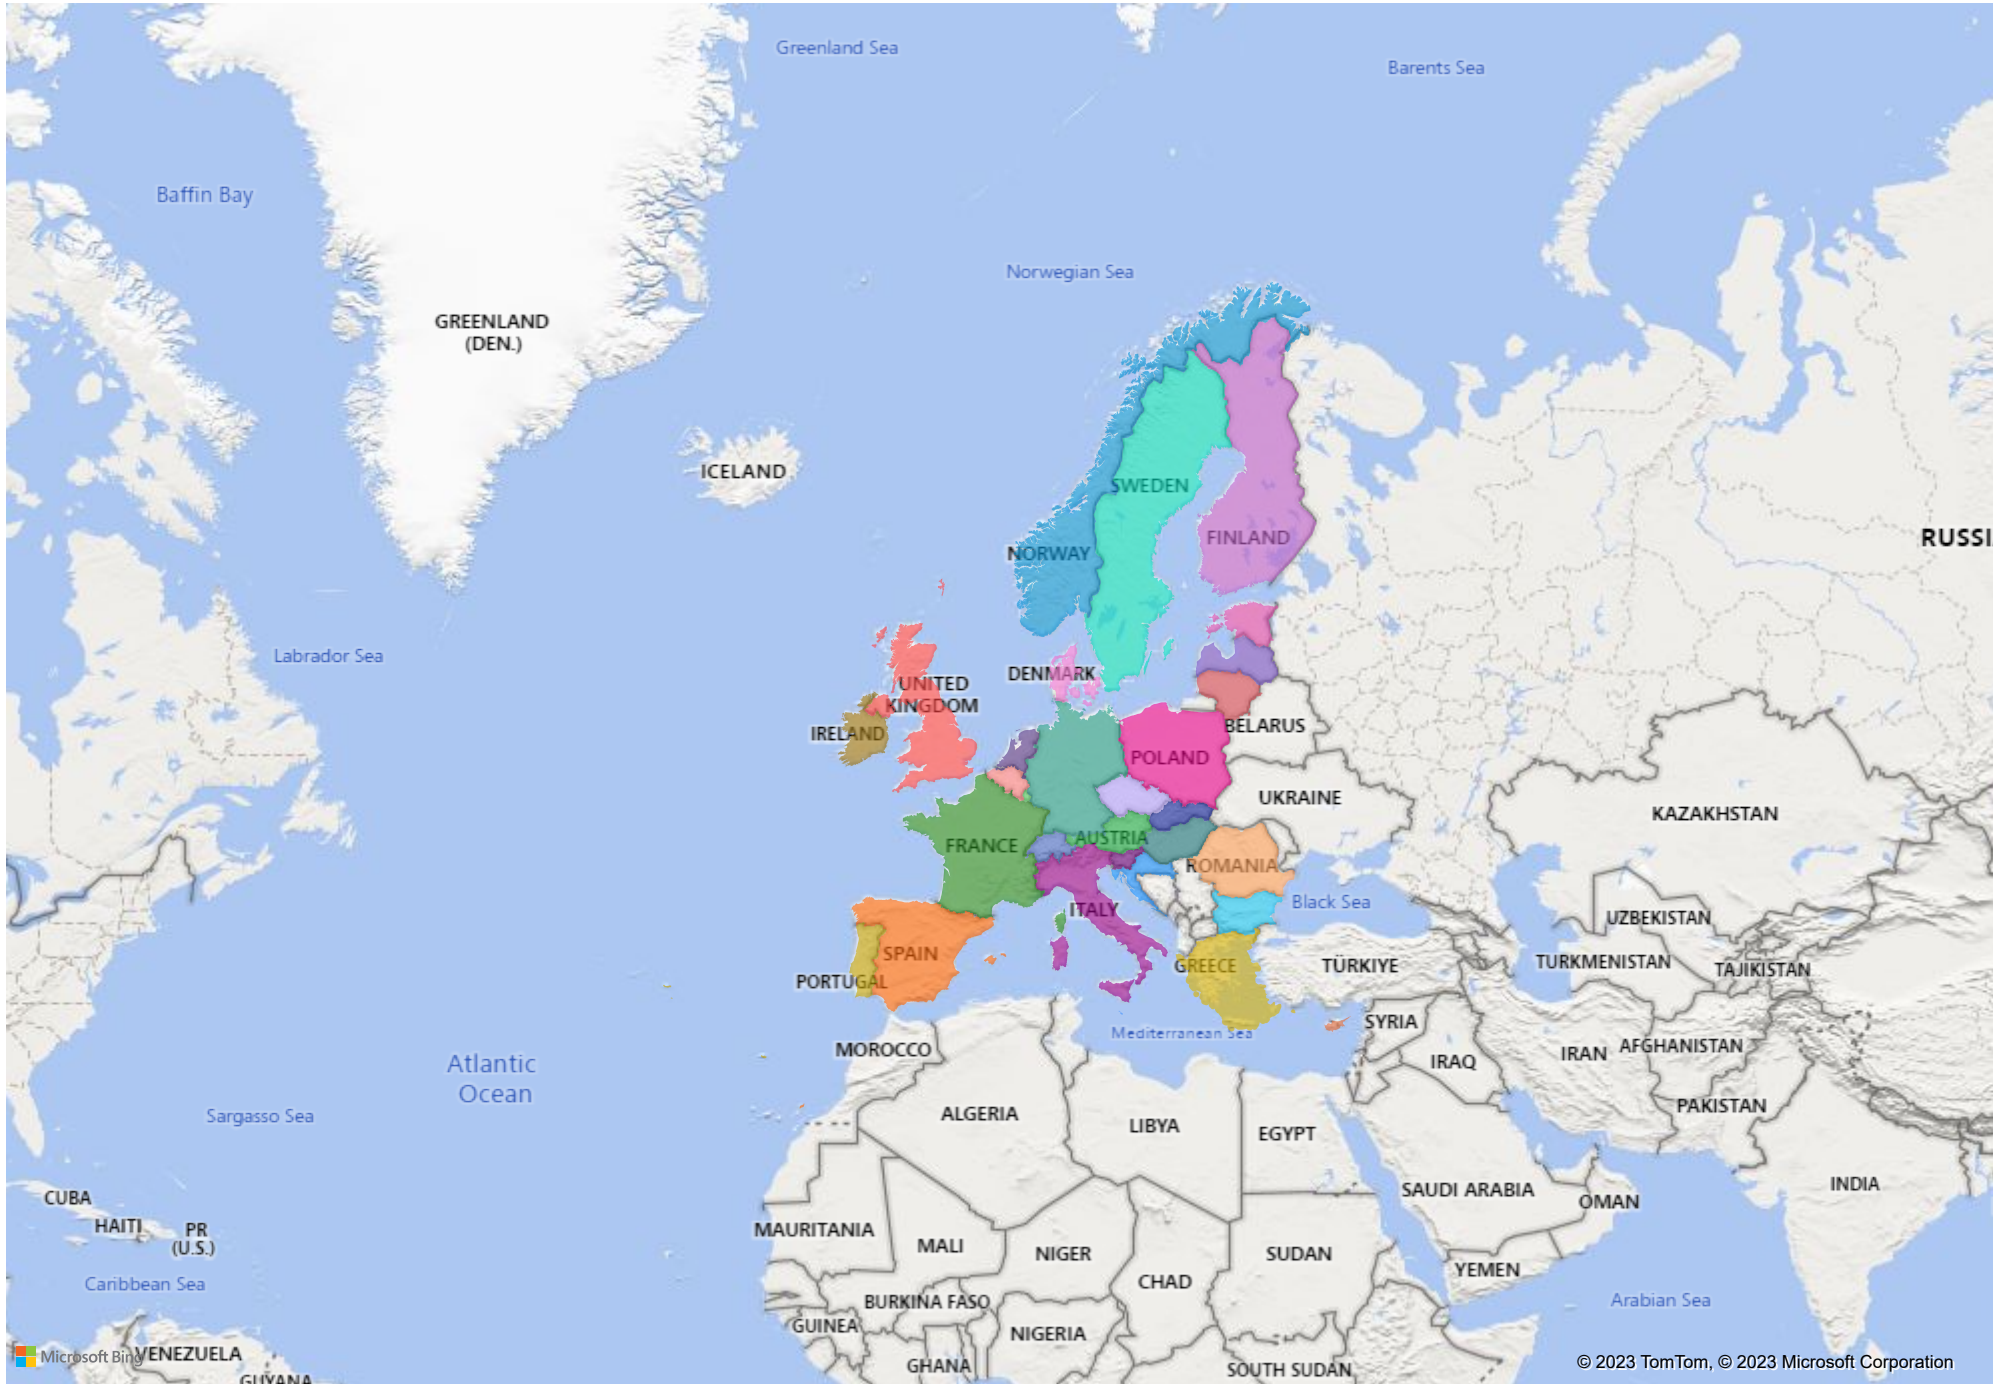 Greenland Sea
Barents Sea
Baffin Bay
Norwegian Sea
GREENLAND
(DEN.)
ICELAND
SWEDEN
FINLAND
NORWAY
RUSSI
Labrador Sea
DENMARK
UNITED
KINGDOM
IRELAND
BELARUS
POLAND
UKRAINE
KAZAKHSTAN
FRANCE
AUSTRIA
ROMANIA
ITALY
Black Sea
UZBEKISTAN
SPAIN
GREECE
TÜRKIYE
TURKMENISTAN
TAJIKISTAN
PORTUGAL
Mediterranean Sea
SYRIA
MOROCCO
IRAQ
IRAN
AFGHANISTAN
Atlantic
Ocean
Sargasso Sea
ALGERIA
LIBYA
EGYPT
PAKISTAN
CUBA
HAITI
PR
(U.S.)
SAUDI ARABIA
OMAN
INDIA
MAURITANIA
MALI
NIGER
CHAD
SUDAN
YEMEN
Caribbean Sea
BURKINA FASO
Arabian Sea
GUINEA
NIGERIA
Microsoft Bing
VENEZUELA
GHANA
SOUTH SUDAN
© 2023 TomTom, © 2023 Microsoft Corporation
GUYANA